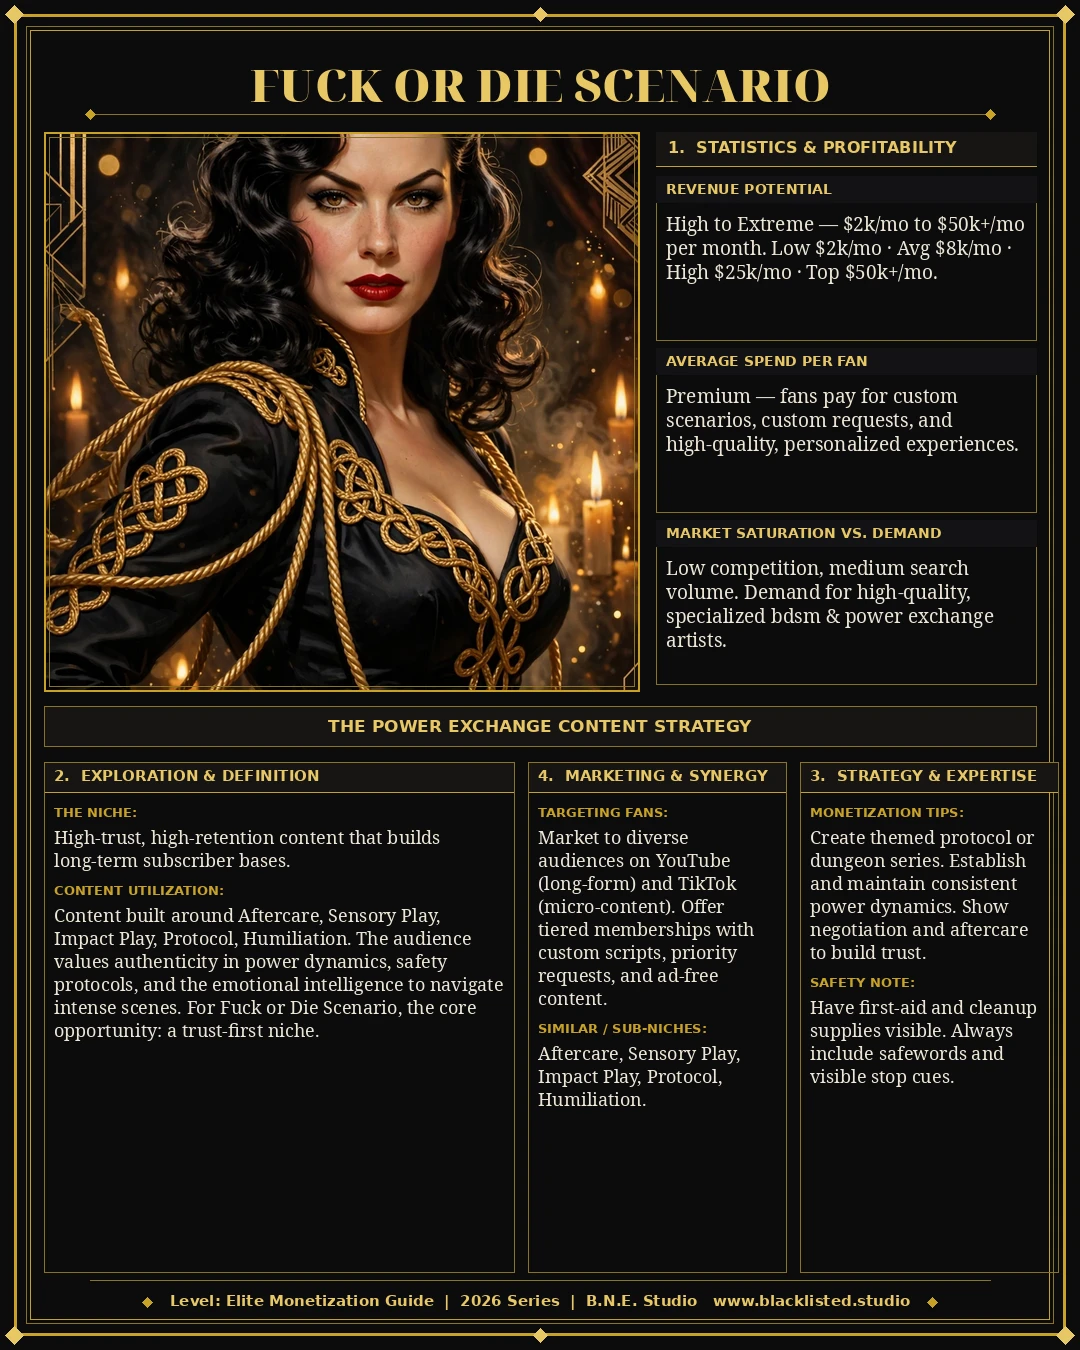 FUCK OR DIE SCENARIO
1. STATISTICS & PROFITABILITY
REVENUE POTENTIAL
High to Extreme — $2k/mo to $50k+/mo
per month. Low $2k/mo · Avg $8k/mo ·
High $25k/mo · Top $50k+/mo.
AVERAGE SPEND PER FAN
Premium — fans pay for custom
scenarios, custom requests, and
high-quality, personalized experiences.
MARKET SATURATION VS. DEMAND
Low competition, medium search
volume. Demand for high-quality,
specialized bdsm & power exchange
artists.
THE POWER EXCHANGE CONTENT STRATEGY
2. EXPLORATION & DEFINITION
THE NICHE:
High-trust, high-retention content that builds
long-term subscriber bases.
CONTENT UTILIZATION:
Content built around Aftercare, Sensory Play,
Impact Play, Protocol, Humiliation. The audience
values authenticity in power dynamics, safety
protocols, and the emotional intelligence to navigate
intense scenes. For Fuck or Die Scenario, the core
opportunity: a trust-first niche.
4. MARKETING & SYNERGY
TARGETING FANS:
Market to diverse
audiences on YouTube
(long-form) and TikTok
(micro-content). Offer
tiered memberships with
custom scripts, priority
requests, and ad-free
content.
SIMILAR / SUB-NICHES:
Aftercare, Sensory Play,
Impact Play, Protocol,
Humiliation.
3. STRATEGY & EXPERTISE
MONETIZATION TIPS:
Create themed protocol or
dungeon series. Establish
and maintain consistent
power dynamics. Show
negotiation and aftercare
to build trust.
SAFETY NOTE:
Have first-aid and cleanup
supplies visible. Always
include safewords and
visible stop cues.
Level: Elite Monetization Guide | 2026 Series | B.N.E. Studio www.blacklisted.studio